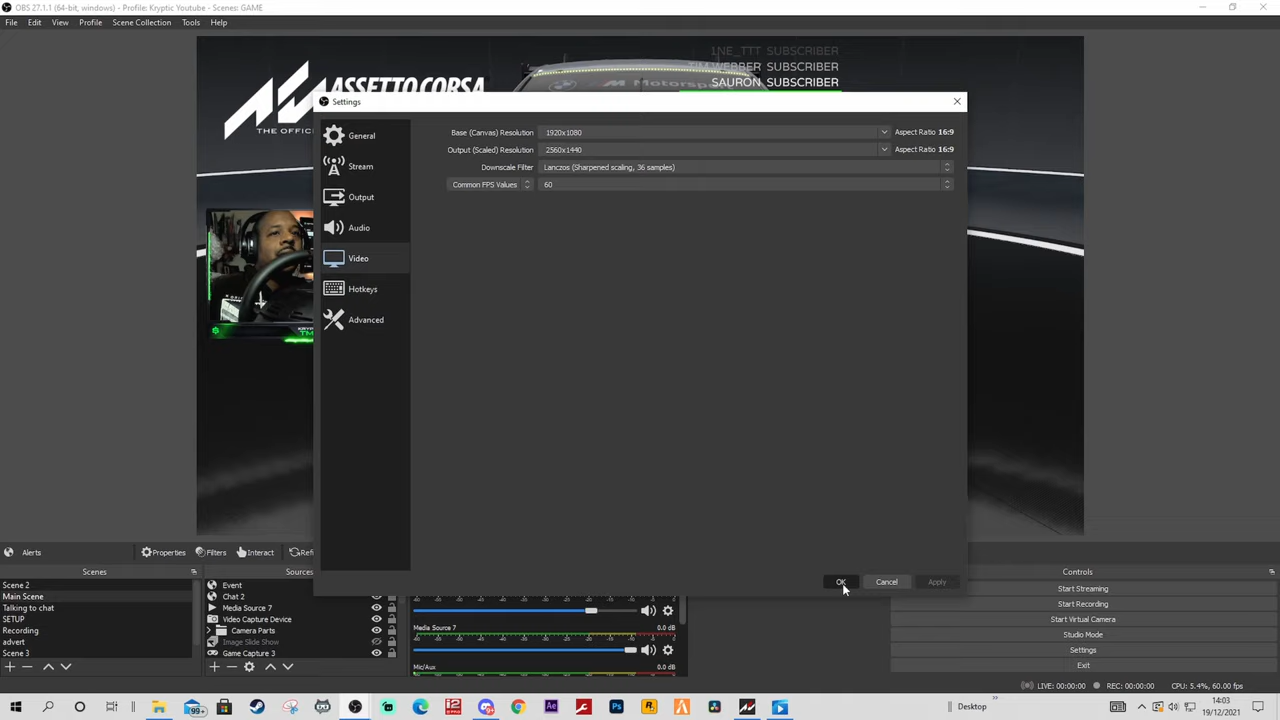 OBS 27.1.1 (64-bit, windows) - Profile: Kryptic Youtube - Scenes: GAME
File Edit View Profile Scene Collection Tools Help
1NE_TTT SUBSCRIBER
TIM WEBBER SUBSCRIBER
SAURON SUBSCRIBER
ASSETTO CORSA
Motorsport
THE OFFIC
Settings
General
Stream
Output
Audio
Video
Hotkeys
Advanced
Base (Canvas) Resolution 1920x1080 Aspect Ratio 16:9
Output (Scaled) Resolution 2560x1440 Aspect Ratio 16:9
Downscale Filter Lanczos (Sharpened scaling, 36 samples)
Common FPS Values 60
OK Cancel Apply
Alerts Properties Filters Interact Refr
Scenes
Scene 2
Main Scene
Talking to chat
SETUP
Recording
advert
Scene 3
Sources
Event
Chat 2
Media Source 7
Video Capture Device
Camera Parts
Image Slide Show
Game Capture 3
Media Source 7 0.0 dB
Mic/Aux 0.0 dB
Controls
Start Streaming
Start Recording
Start Virtual Camera
Studio Mode
Settings
Exit
LIVE: 00:00:00 REC: 00:00:00 CPU: 5.4%, 60.00 fps
99+
12
Ae
Ps
R
Desktop
14:03
19/12/2021